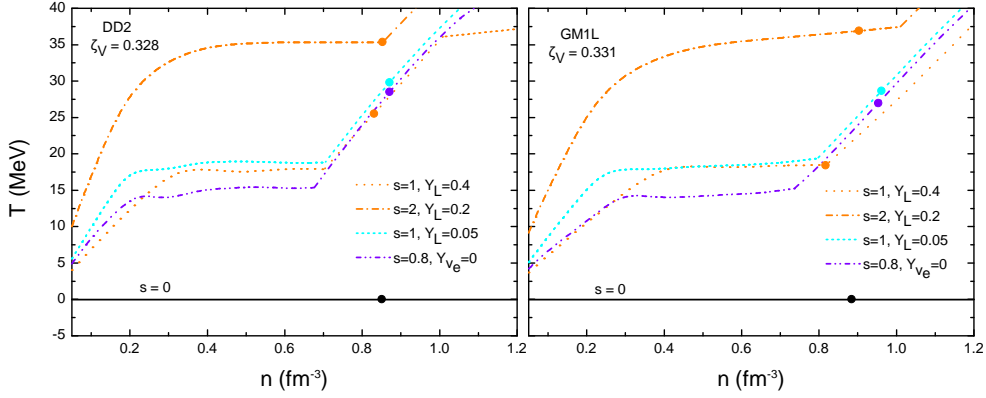 40
35
30
25
20
15
10
5
0
-5
T (MeV)
DD2
ζV = 0.328
s=1, YL=0.4
s=2, YL=0.2
s=1, YL=0.05
s=0.8, Yνe=0
s = 0
0.2 0.4 0.6 0.8 1.0 1.2
n (fm-3)
GM1L
ζV = 0.331
s=1, YL=0.4
s=2, YL=0.2
s=1, YL=0.05
s=0.8, Yνe=0
s = 0
0.2 0.4 0.6 0.8 1.0 1.2
n (fm-3)